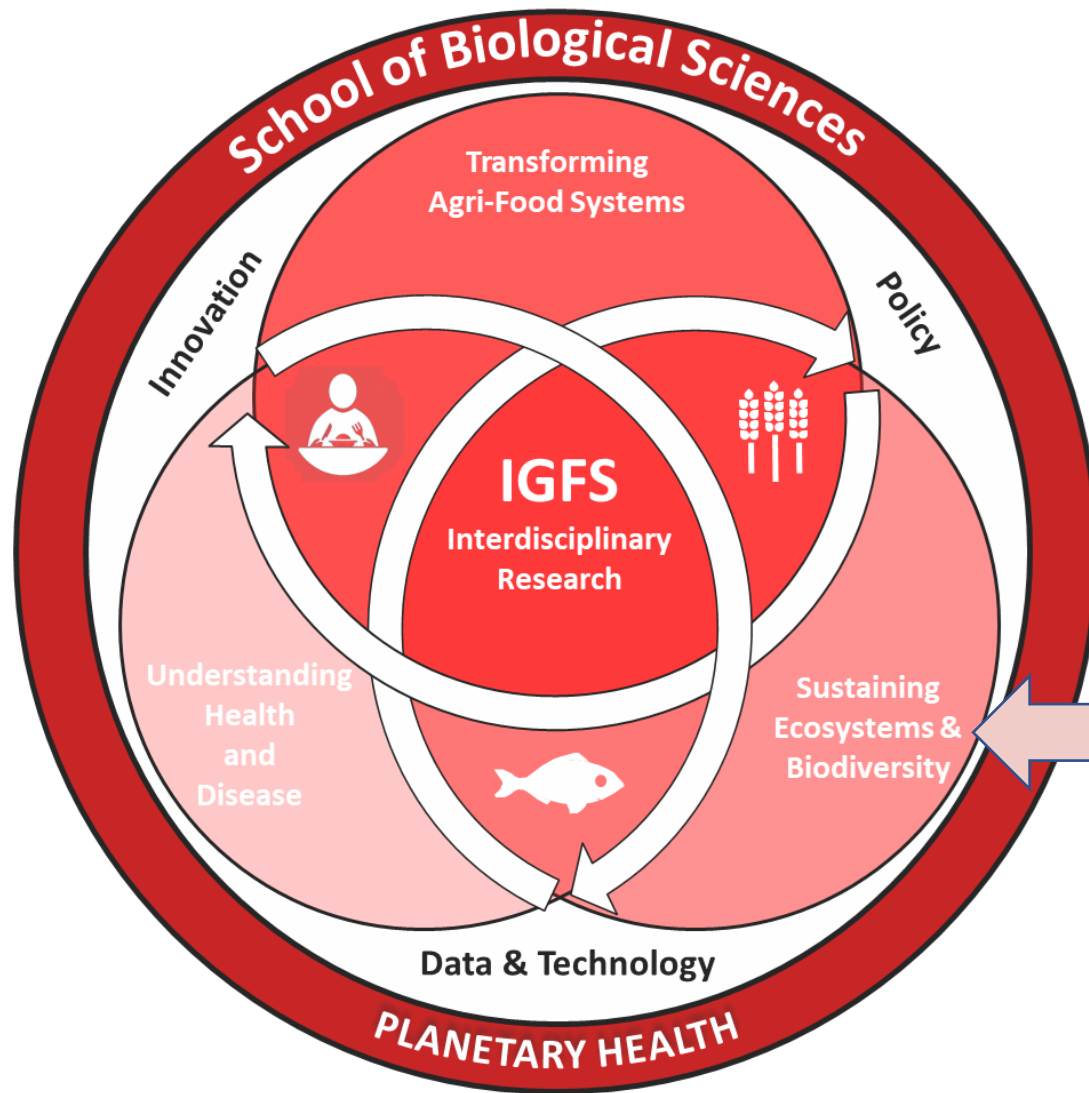 School of Biological Sciences
Transforming
Agri-Food Systems
Innovation
Policy
IGFS
Interdisciplinary
Research
Understanding
Health
and
Disease
Sustaining
Ecosystems &
Biodiversity
Data & Technology
PLANETARY HEALTH